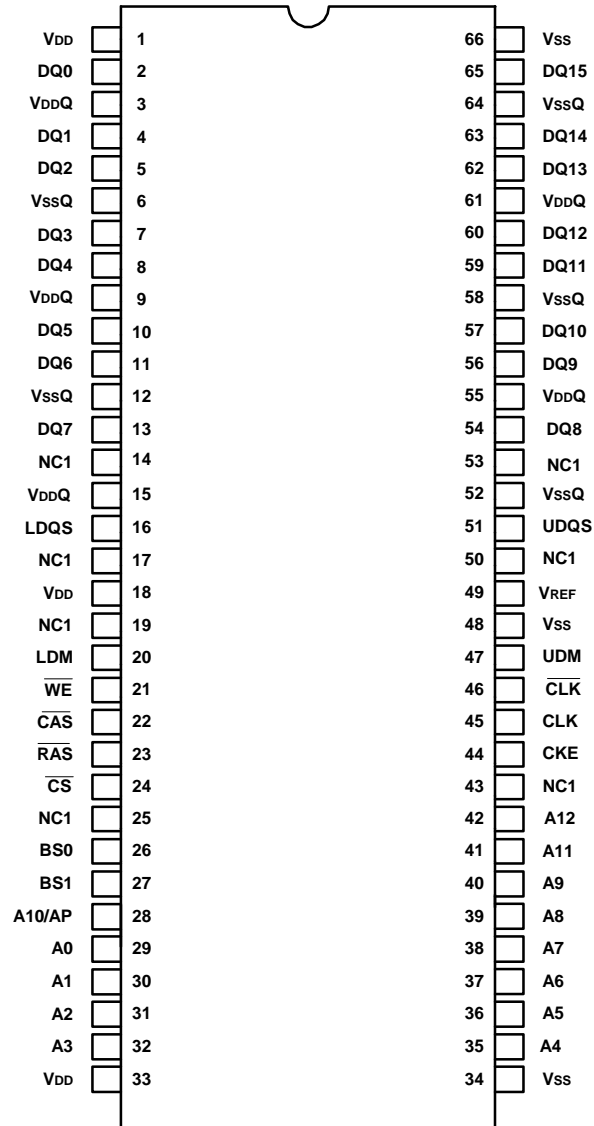 VDD 1 66 VSS
DQ0 2 65 DQ15
VDDQ 3 64 VSSQ
DQ1 4 63 DQ14
DQ2 5 62 DQ13
VSSQ 6 61 VDDQ
DQ3 7 60 DQ12
DQ4 8 59 DQ11
VDDQ 9 58 VSSQ
DQ5 10 57 DQ10
DQ6 11 56 DQ9
VSSQ 12 55 VDDQ
DQ7 13 54 DQ8
NC1 14 53 NC1
VDDQ 15 52 VSSQ
LDQS 16 51 UDQS
NC1 17 50 NC1
VDD 18 49 VREF
NC1 19 48 VSS
LDM 20 47 UDM
W̅E̅ 21 46 C̅L̅K̅
C̅A̅S̅ 22 45 CLK
R̅A̅S̅ 23 44 CKE
C̅S̅ 24 43 NC1
NC1 25 42 A12
BS0 26 41 A11
BS1 27 40 A9
A10/AP 28 39 A8
A0 29 38 A7
A1 30 37 A6
A2 31 36 A5
A3 32 35 A4
VDD 33 34 VSS